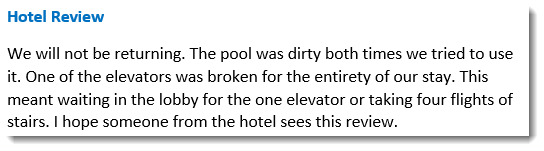 Hotel Review
We will not be returning. The pool was dirty both times we tried to use
it. One of the elevators was broken for the entirety of our stay. This
meant waiting in the lobby for the one elevator or taking four flights of
stairs. I hope someone from the hotel sees this review.